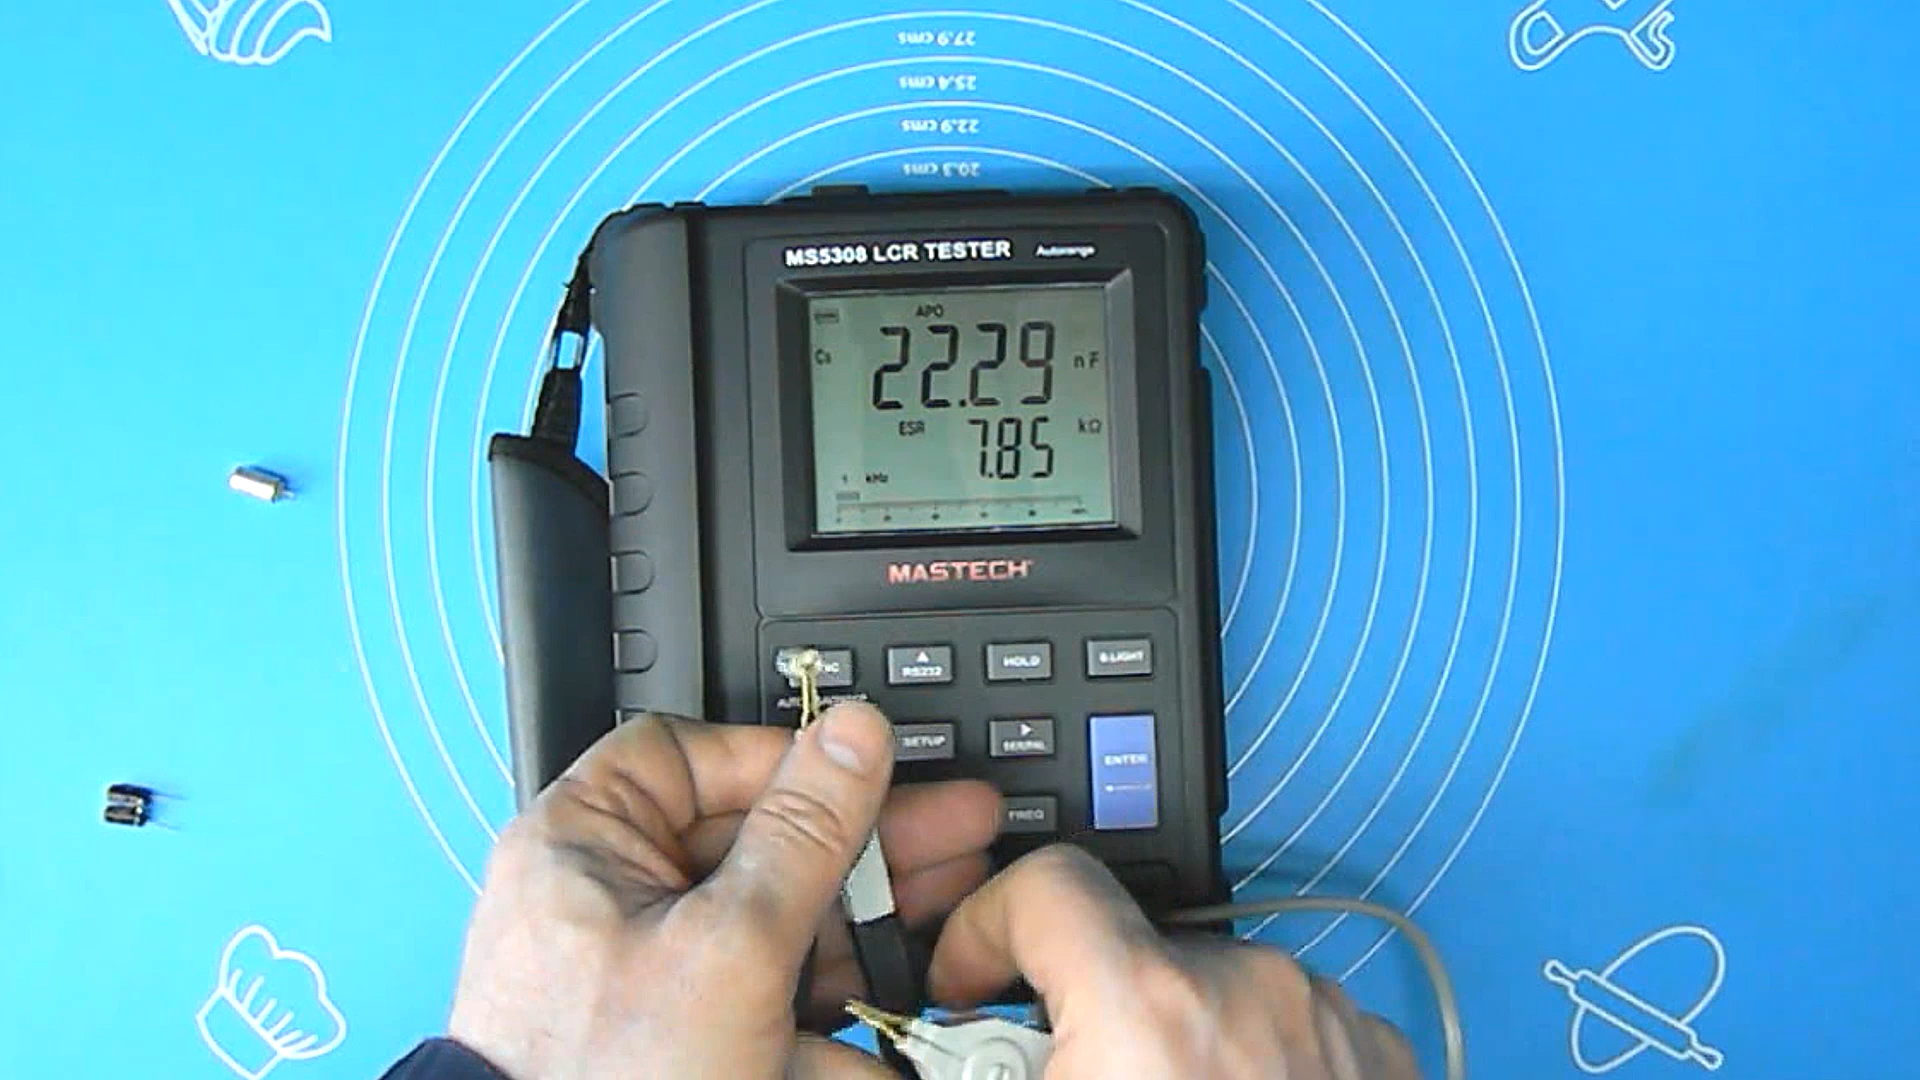 27.9 cms
25.4 cms
22.9 cms
20.3 cms
MS5308 LCR TESTER Autorange
APO
Cs 22.29 nF
ESR 7.85 kΩ
1 kHz
MASTECH
RS232 HOLD B.LIGHT
SETUP
ENTER
FREQ